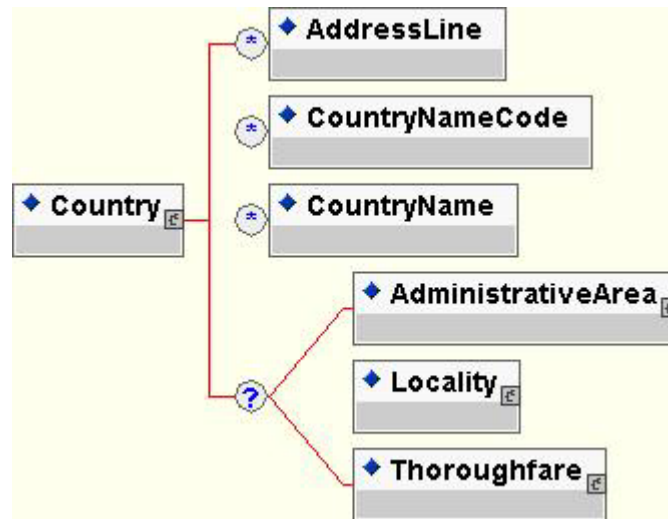 *
AddressLine
*
CountryNameCode
Country
*
CountryName
AdministrativeArea
?
Locality
Thoroughfare